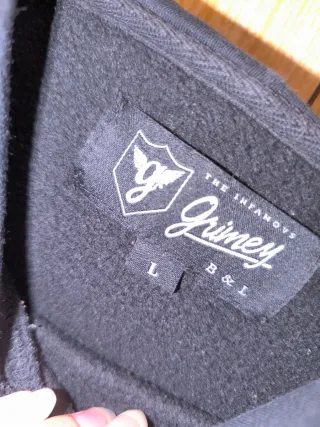 g
THE INFAMOUS
grimey
B & L
L